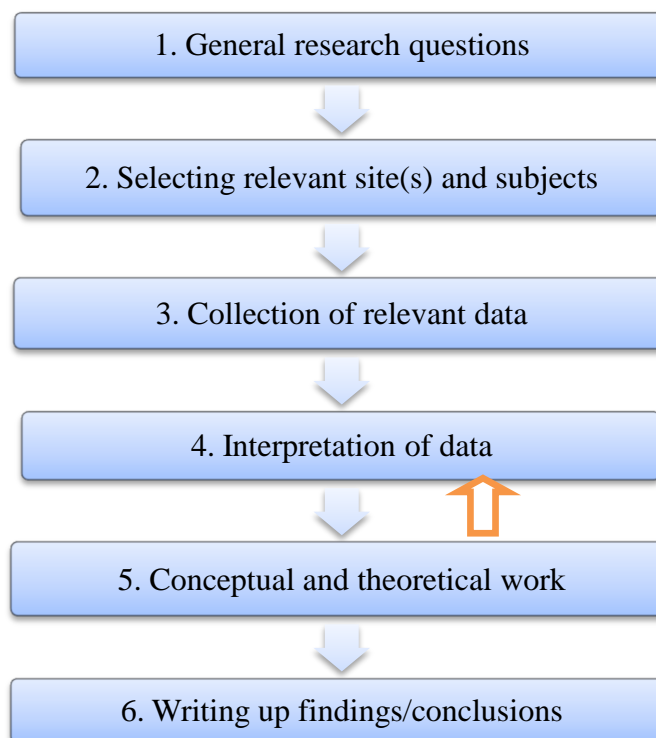 1. General research questions
2. Selecting relevant site(s) and subjects
3. Collection of relevant data
4. Interpretation of data
5. Conceptual and theoretical work
6. Writing up findings/conclusions